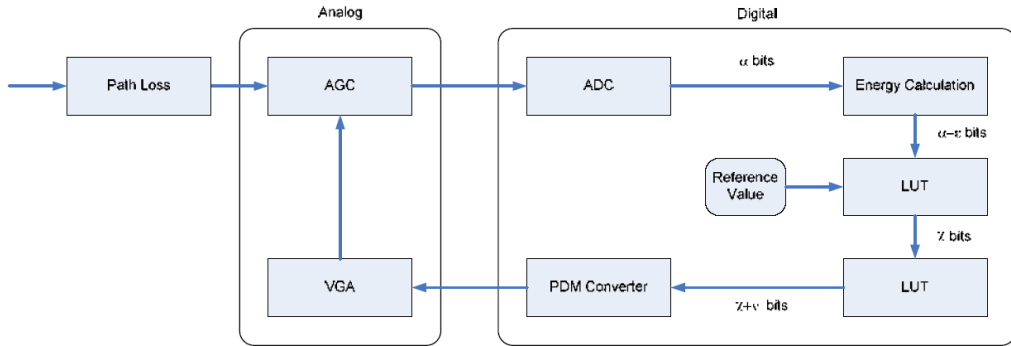 Analog
Digital
Path Loss
AGC
ADC
α bits
Energy Calculation
α–ε bits
Reference
Value
LUT
χ bits
VGA
PDM Converter
χ+ν bits
LUT